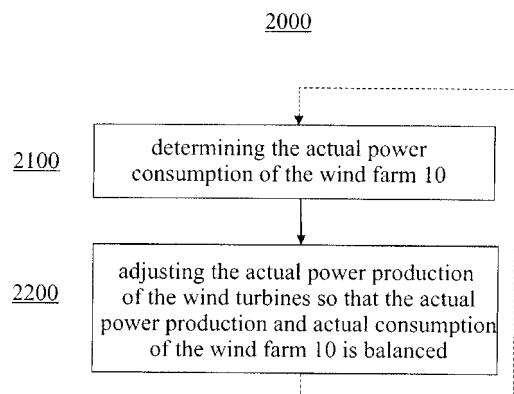 2000
2100
determining the actual power
consumption of the wind farm 10
2200
adjusting the actual power production
of the wind turbines so that the actual
power production and actual consumption
of the wind farm 10 is balanced